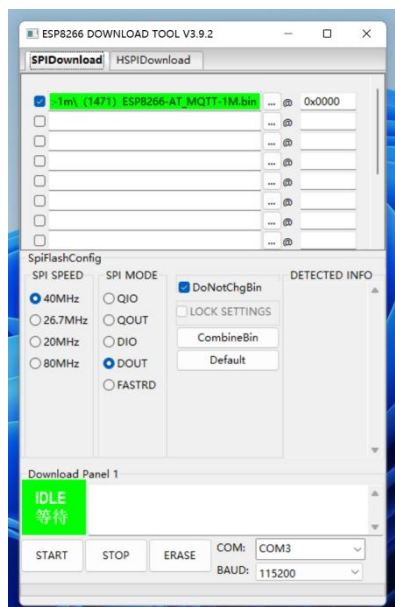 ESP8266 DOWNLOAD TOOL V3.9.2
SPIDownload HSPIDownload
:-1m\ (1471) ESP8266-AT_MQTT-1M.bin ... @ 0x0000
... @
... @
... @
... @
... @
... @
SpiFlashConfig
SPI SPEED SPI MODE DETECTED INFO
40MHz QIO DoNotChgBin
26.7MHz QOUT LOCK SETTINGS
20MHz DIO CombineBin
80MHz DOUT Default
FASTRD
Download Panel 1
IDLE
等待
START STOP ERASE COM: COM3
BAUD: 115200